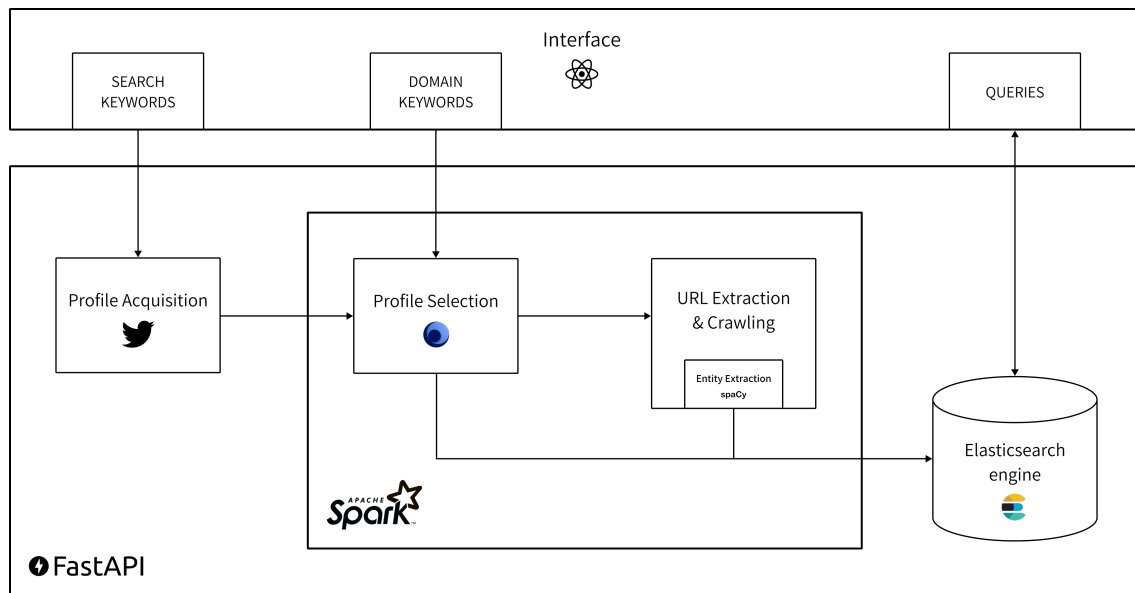 Interface
SEARCH
KEYWORDS
DOMAIN
KEYWORDS
QUERIES
Profile Acquisition
Profile Selection
URL Extraction
& Crawling
Entity Extraction
spaCy
Elasticsearch
engine
APACHE
Spark™
FastAPI